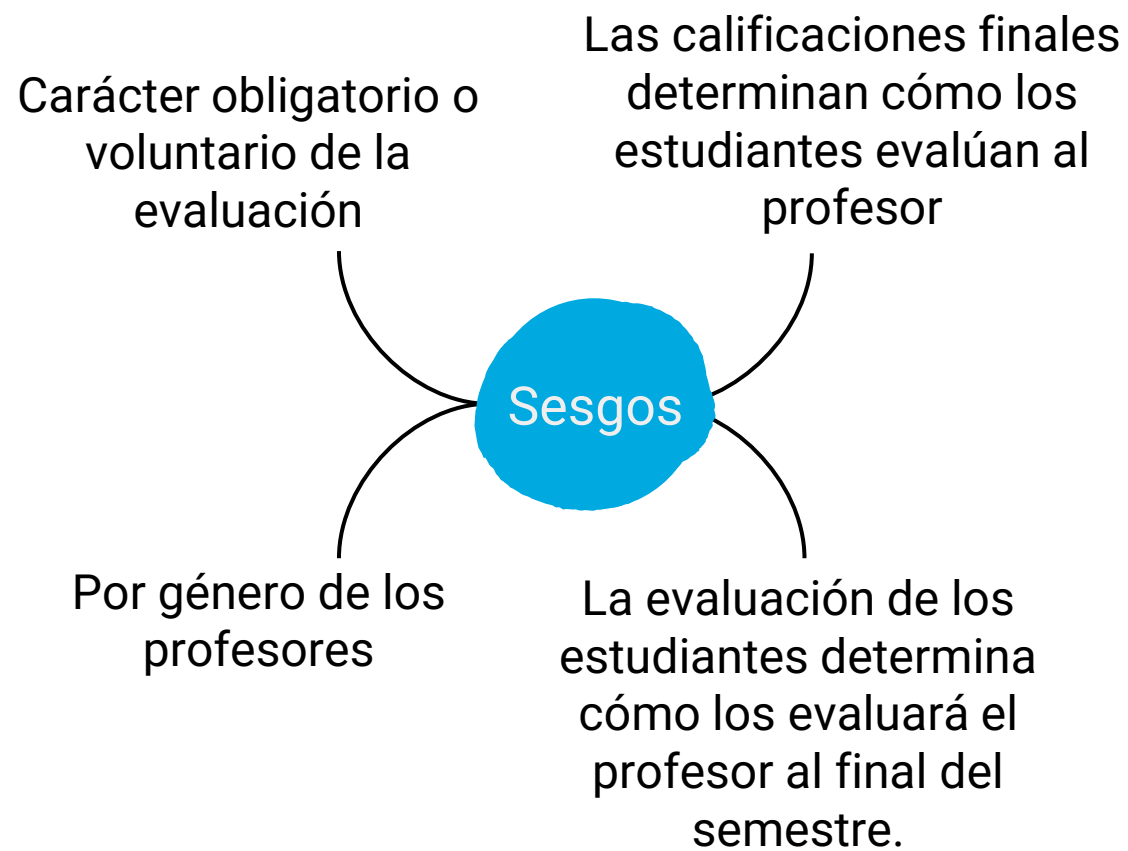 Carácter obligatorio o
voluntario de la
evaluación
Las calificaciones finales
determinan cómo los
estudiantes evalúan al
profesor
Sesgos
Por género de los
profesores
La evaluación de los
estudiantes determina
cómo los evaluará el
profesor al final del
semestre.